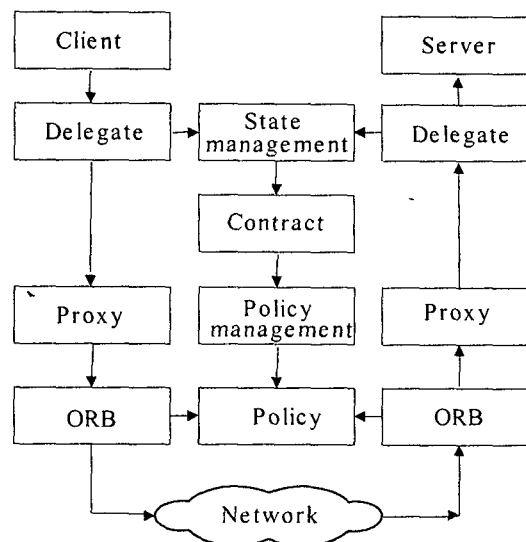 Client
Server
Delegate
State
management
Delegate
Contract
Proxy
Policy
management
Proxy
ORB
Policy
ORB
Network